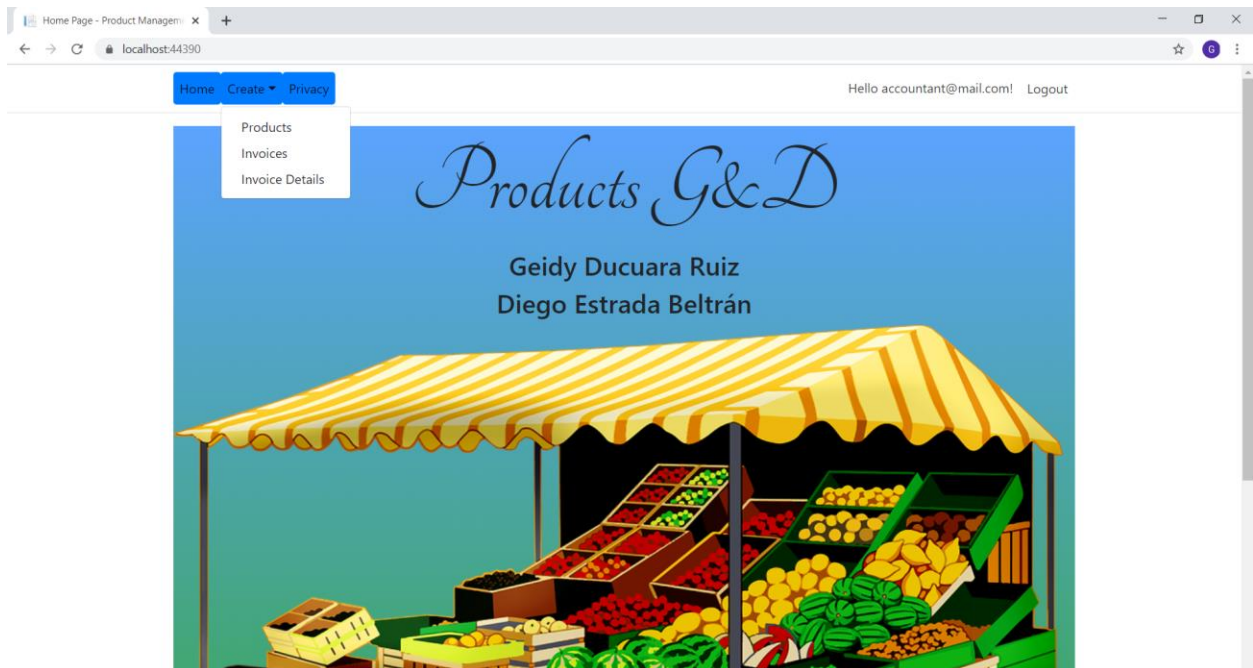 Home Page - Product Managem
localhost:44390
G
Home Create Privacy
Hello accountant@mail.com! Logout
Products
Invoices
Invoice Details
Products G&D
Geidy Ducuara Ruiz
Diego Estrada Beltrán